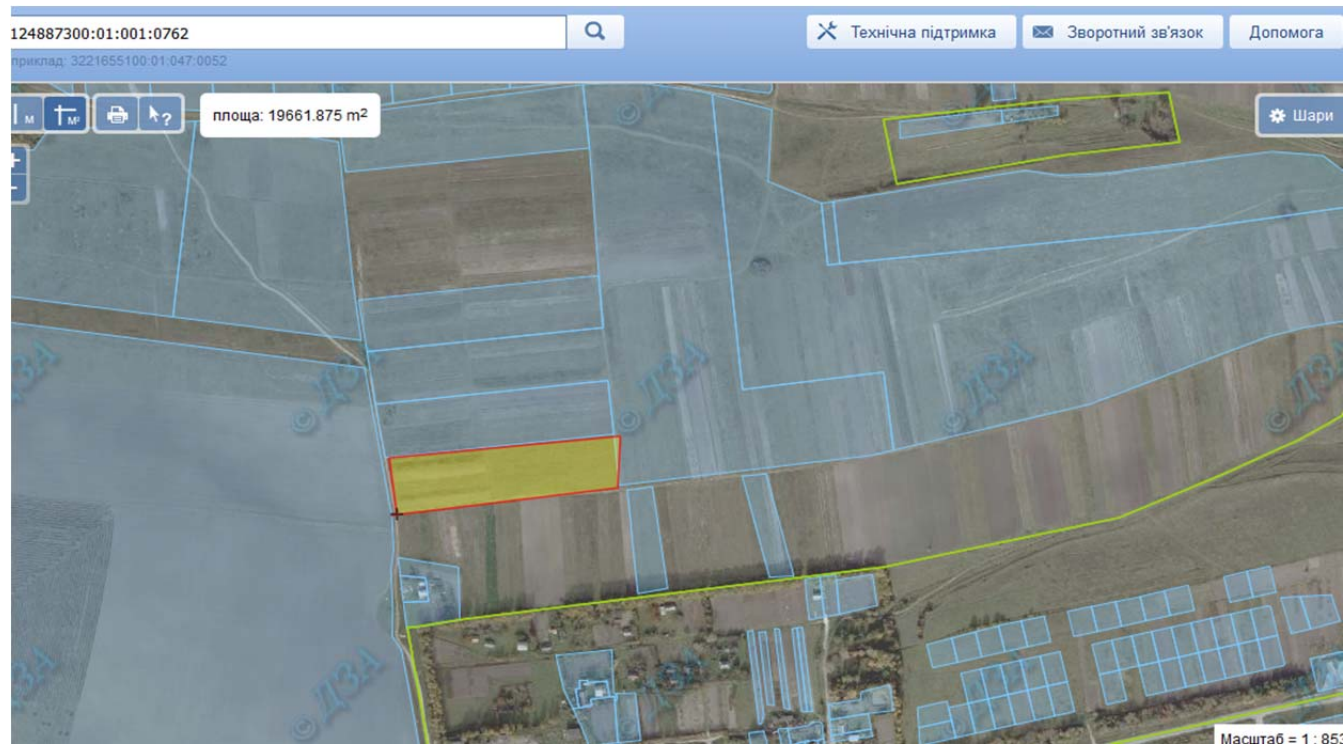 124887300:01:001:0762
приклад: 3221655100:01:047:0052
Технічна підтримка
Зворотний зв'язок
Допомога
м
м²
?
площа: 19661.875 m²
Шари
+
-
© ДЗА
© ДЗА
© ДЗА
© ДЗА
© ДЗА
© ДЗА
Масштаб = 1 : 853